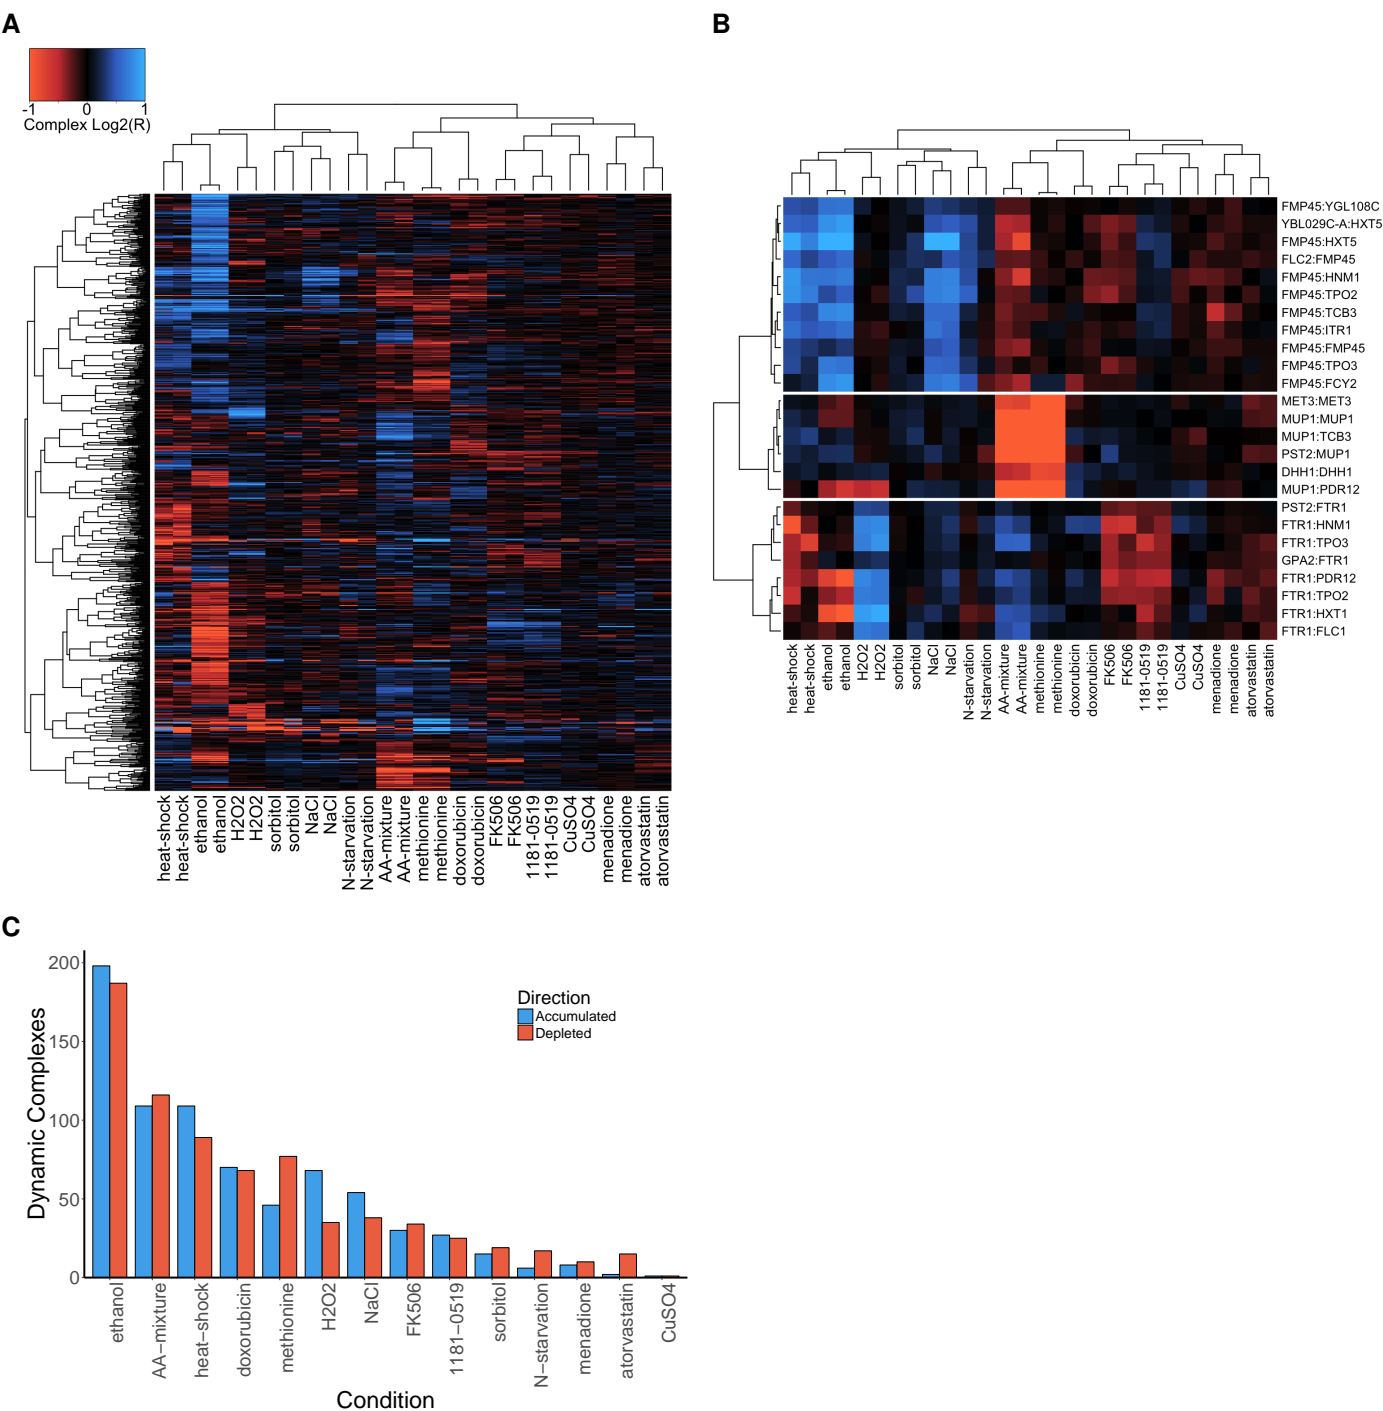 A
-1 0 1
Complex Log2(R)
heat-shock
heat-shock
ethanol
ethanol
H2O2
H2O2
sorbitol
sorbitol
NaCl
NaCl
N-starvation
N-starvation
AA-mixture
AA-mixture
methionine
methionine
doxorubicin
doxorubicin
FK506
FK506
1181-0519
1181-0519
CuSO4
CuSO4
menadione
menadione
atorvastatin
atorvastatin
B
FMP45:YGL108C
YBL029C-A:HXT5
FMP45:HXT5
FLC2:FMP45
FMP45:HNM1
FMP45:TPO2
FMP45:TCB3
FMP45:ITR1
FMP45:FMP45
FMP45:TPO3
FMP45:FCY2
MET3:MET3
MUP1:MUP1
MUP1:TCB3
PST2:MUP1
DHH1:DHH1
MUP1:PDR12
PST2:FTR1
FTR1:HNM1
FTR1:TPO3
GPA2:FTR1
FTR1:PDR12
FTR1:TPO2
FTR1:HXT1
FTR1:FLC1
heat-shock
heat-shock
ethanol
ethanol
H2O2
H2O2
sorbitol
sorbitol
NaCl
NaCl
N-starvation
N-starvation
AA-mixture
AA-mixture
methionine
methionine
doxorubicin
doxorubicin
FK506
FK506
1181-0519
1181-0519
CuSO4
CuSO4
menadione
menadione
atorvastatin
atorvastatin
C
Dynamic Complexes
200
150
100
50
0
Direction
Accumulated
Depleted
ethanol
AA−mixture
heat−shock
doxorubicin
methionine
H2O2
NaCl
FK506
1181−0519
sorbitol
N−starvation
menadione
atorvastatin
CuSO4
Condition